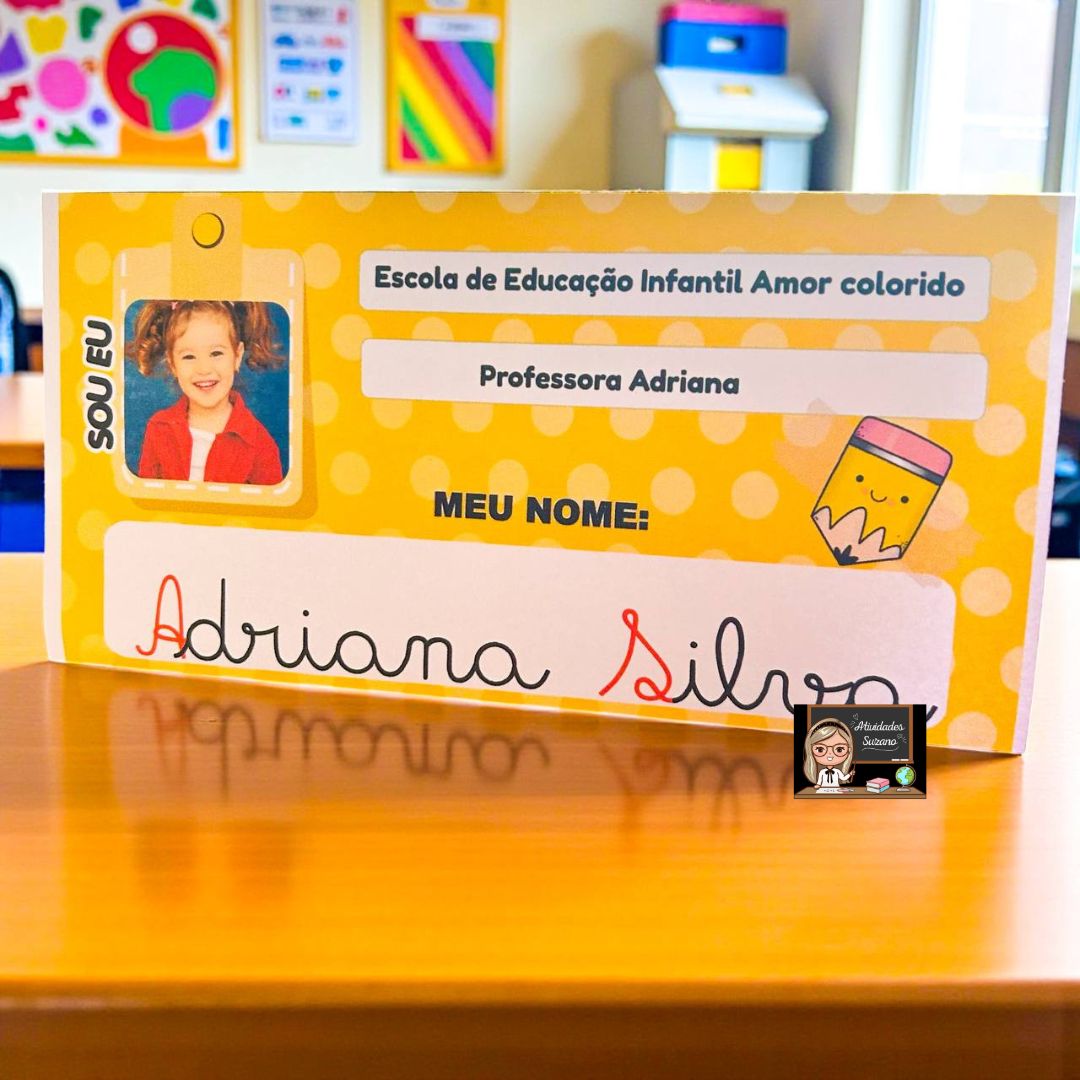 Escola de Educação Infantil Amor colorido
Professora Adriana
SOU EU
MEU NOME:
Adriana Silva
Atividades
Suzano